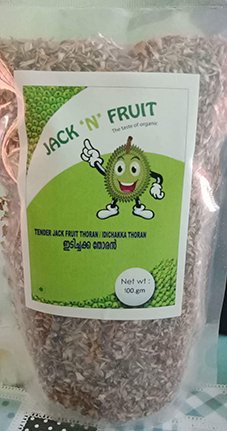 JACK 'N' FRUIT
The taste of organic
TENDER JACK FRUIT THORAN / IDICHAKKA THORAN
ഇടിച്ചക്ക തോരൻ
Net wt :
100 gm